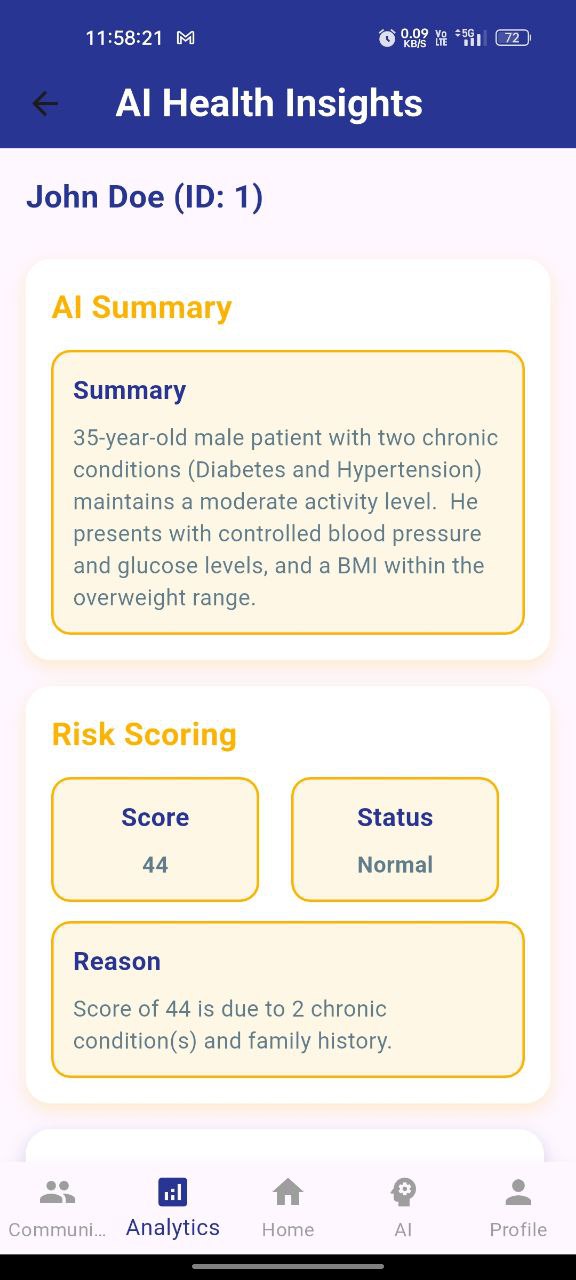 11:58:21 0.09 KB/S Vo LTE 5G 72
AI Health Insights
John Doe (ID: 1)
AI Summary
Summary
35-year-old male patient with two chronic
conditions (Diabetes and Hypertension)
maintains a moderate activity level.  He
presents with controlled blood pressure
and glucose levels, and a BMI within the
overweight range.
Risk Scoring
Score
44
Status
Normal
Reason
Score of 44 is due to 2 chronic
condition(s) and family history.
Communi... Analytics Home AI Profile